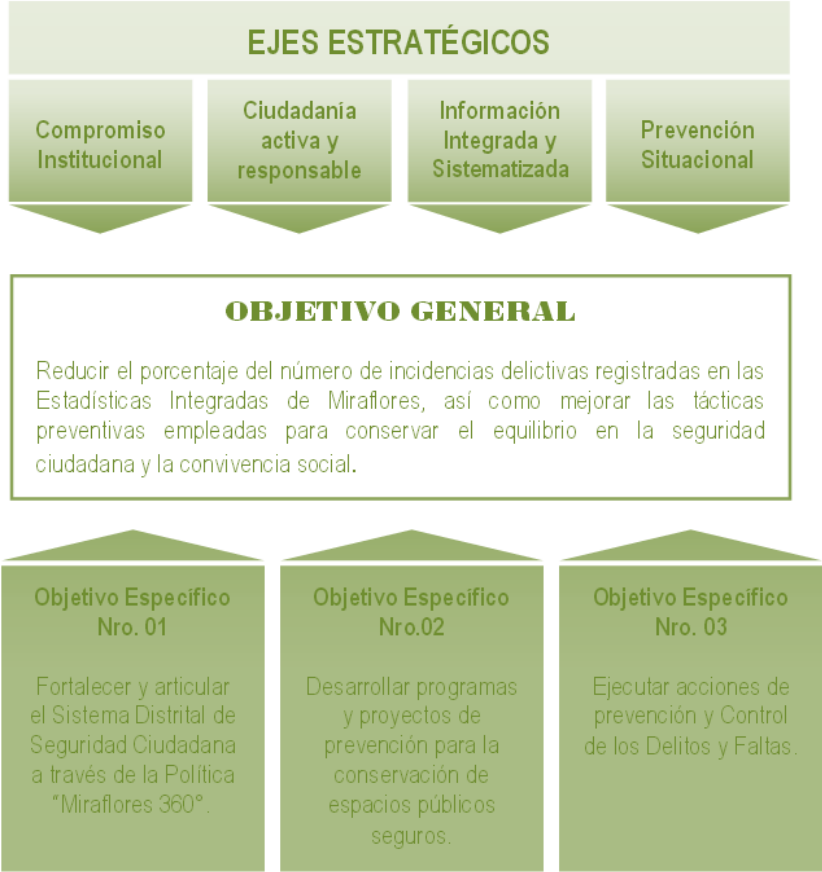 EJES ESTRATÉGICOS
Compromiso
Institucional
Ciudadanía
activa y
responsable
Información
Integrada y
Sistematizada
Prevención
Situacional
OBJETIVO GENERAL
Reducir el porcentaje del número de incidencias delictivas registradas en las
Estadísticas Integradas de Miraflores, así como mejorar las tácticas
preventivas empleadas para conservar el equilibrio en la seguridad
ciudadana y la convivencia social.
Objetivo Específico
Nro. 01
Fortalecer y articular
el Sistema Distrital de
Seguridad Ciudadana
a través de la Política
“Miraflores 360°.
Objetivo Específico
Nro.02
Desarrollar programas
y proyectos de
prevención para la
conservación de
espacios públicos
seguros.
Objetivo Específico
Nro. 03
Ejecutar acciones de
prevención y Control
de los Delitos y Faltas.